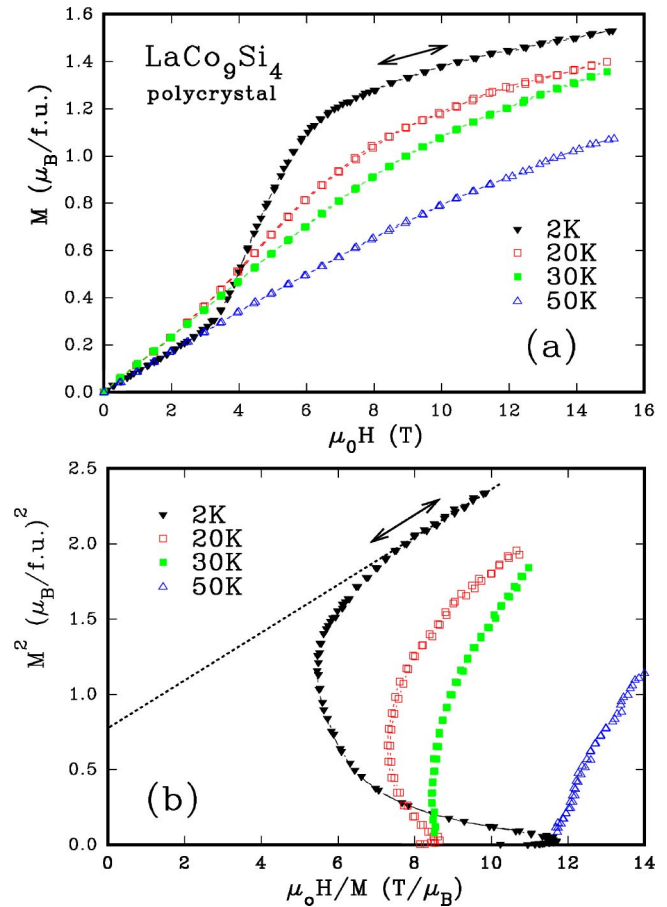 (a)
1.6
1.4
1.2
1.0
0.8
0.6
0.4
0.2
0.0
M (μB/f.u.)
LaCo9Si4
polycrystal
2K
20K
30K
50K
(a)
0 2 4 6 8 10 12 14 16
μ0H (T)
2.5
2.0
1.5
1.0
0.5
0.0
M2 (μB/f.u.)2
2K
20K
30K
50K
(b)
0 2 4 6 8 10 12 14
μoH/M (T/μB)